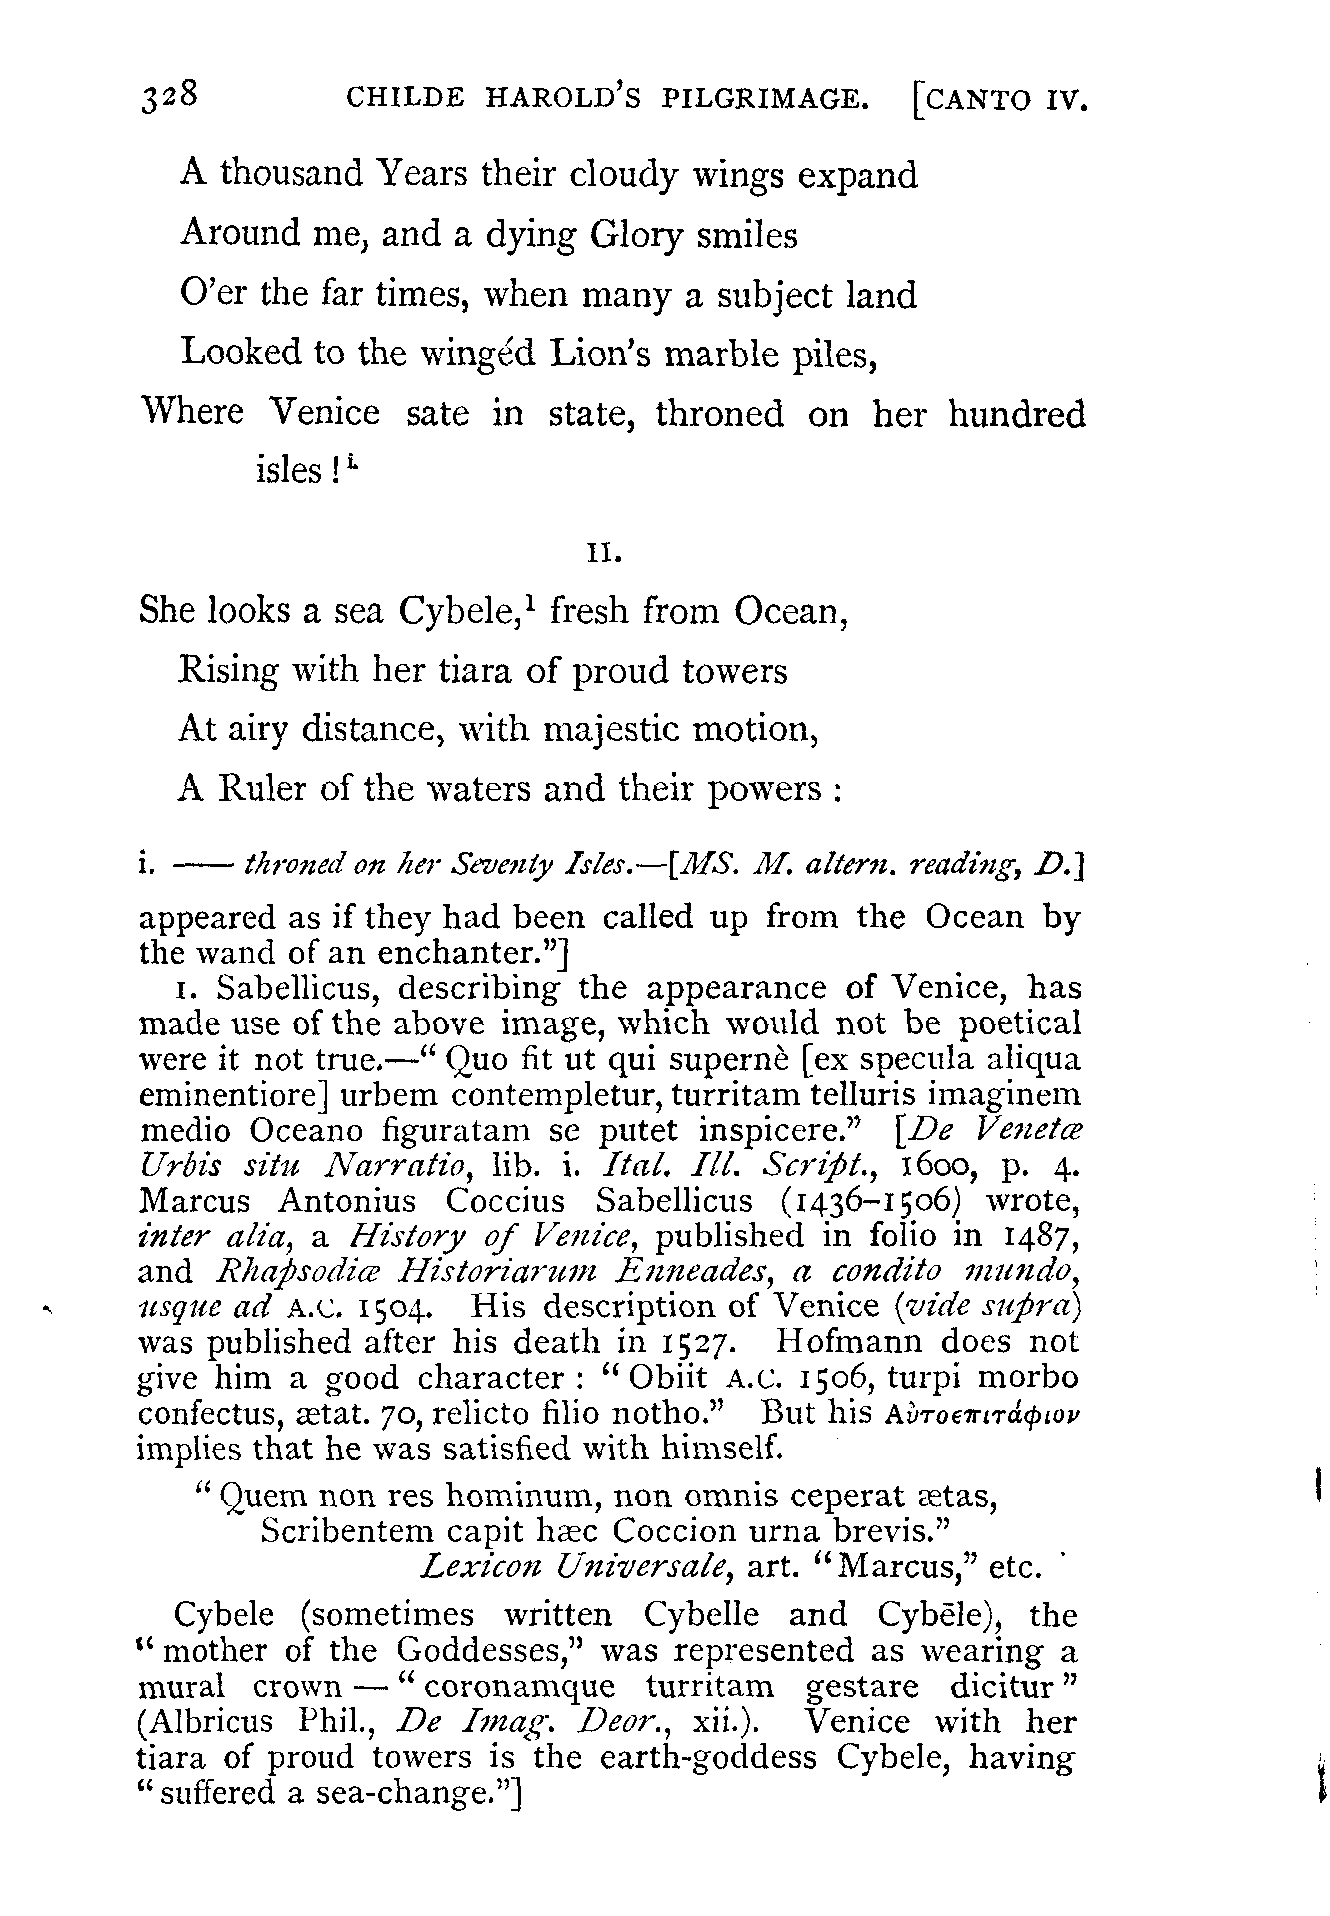 328 CHILDE HAROLD'S PILGRIMAGE. [CANTO IV.
A thousand Years their cloudy wings expand
Around me, and a dying Glory smiles
O'er the far times, when many a subject land
Looked to the wingéd Lion's marble piles,
Where Venice sate in state, throned on her hundred
isles! i.
II.
She looks a sea Cybele,¹ fresh from Ocean,
Rising with her tiara of proud towers
At airy distance, with majestic motion,
A Ruler of the waters and their powers:
i. —— throned on her Seventy Isles.—[MS. M. altern. reading, D.]
appeared as if they had been called up from the Ocean by
the wand of an enchanter."]
1. Sabellicus, describing the appearance of Venice, has
made use of the above image, which would not be poetical
were it not true.—"Quo fit ut qui supernè [ex specula aliqua
eminentiore] urbem contempletur, turritam telluris imaginem
medio Oceano figuratam se putet inspicere." [De Venetæ
Urbis situ Narratio, lib. i. Ital. Ill. Script., 1600, p. 4.
Marcus Antonius Coccius Sabellicus (1436–1506) wrote,
inter alia, a History of Venice, published in folio in 1487,
and Rhapsodiæ Historiarum Enneades, a condito mundo,
usque ad A.C. 1504. His description of Venice (vide supra)
was published after his death in 1527. Hofmann does not
give him a good character: "Obiit A.C. 1506, turpi morbo
confectus, ætat. 70, relicto filio notho." But his Αὐτοεπιτάφιον
implies that he was satisfied with himself.
"Quem non res hominum, non omnis ceperat ætas,
Scribentem capit hæc Coccion urna brevis."
Lexicon Universale, art. "Marcus," etc.
Cybele (sometimes written Cybelle and Cybēle), the
"mother of the Goddesses," was represented as wearing a
mural crown — "coronamque turritam gestare dicitur"
(Albricus Phil., De Imag. Deor., xii.). Venice with her
tiara of proud towers is the earth-goddess Cybele, having
"suffered a sea-change."]